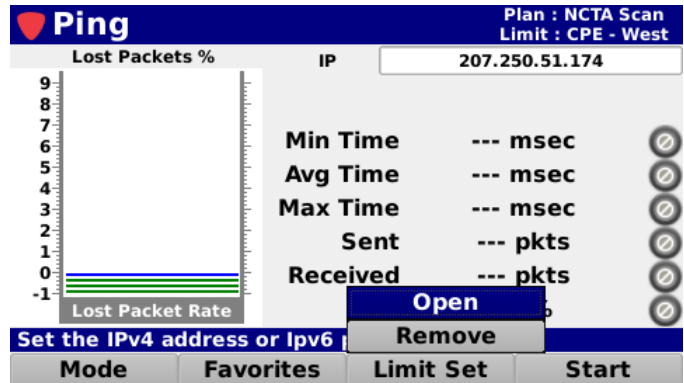 Ping
Plan : NCTA Scan
Limit : CPE - West
Lost Packets %
IP
207.250.51.174
9
8
7
6
5
4
3
2
1
0
-1
Lost Packet Rate
Min Time --- msec
Avg Time --- msec
Max Time --- msec
Sent --- pkts
Received --- pkts
%
Open
Remove
Set the IPv4 address or Ipv6
Mode
Favorites
Limit Set
Start